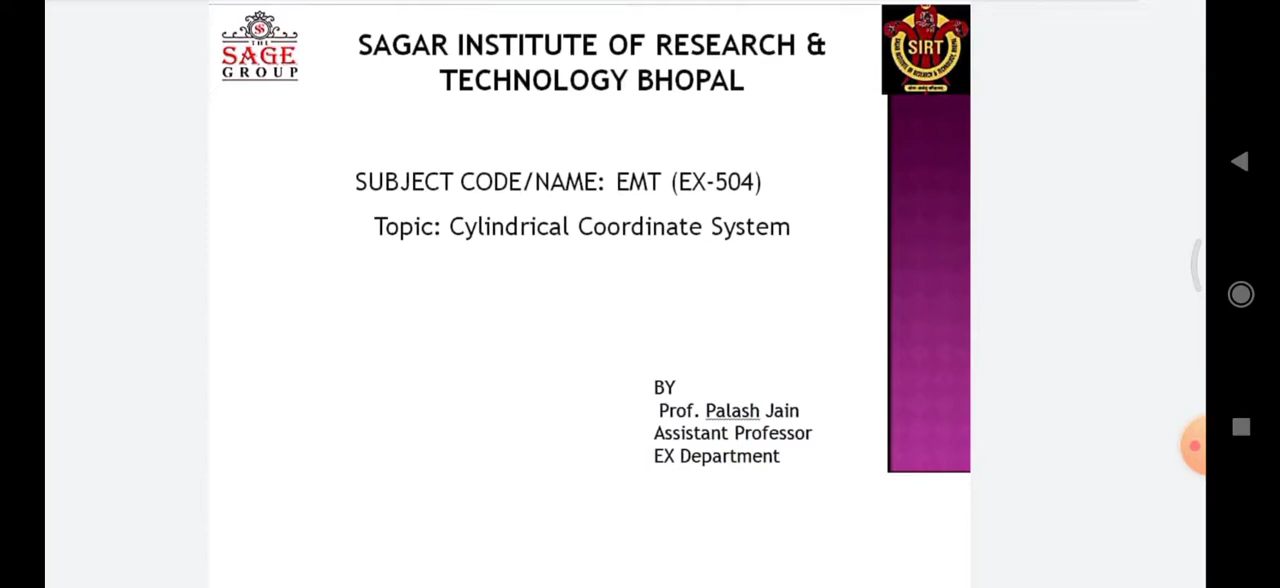 THE
SAGE
GROUP
SAGAR INSTITUTE OF RESEARCH &
TECHNOLOGY BHOPAL
SIRT
SUBJECT CODE/NAME: EMT (EX-504)
Topic: Cylindrical Coordinate System
BY
Prof. Palash Jain
Assistant Professor
EX Department